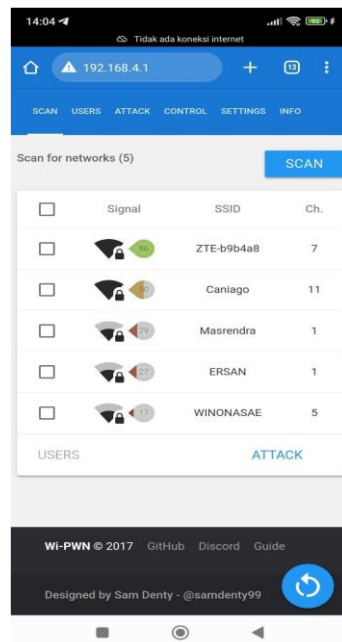 14:04
Tidak ada koneksi internet
192.168.4.1 13
SCAN USERS ATTACK CONTROL SETTINGS INFO
Scan for networks (5) SCAN
Signal SSID Ch.
86 ZTE-b9b4a8 7
50 Caniago 11
29 Masrendra 1
27 ERSAN 1
17 WINONASAE 5
USERS ATTACK
Wi-PWN © 2017 GitHub Discord Guide
Designed by Sam Denty - @samdenty99